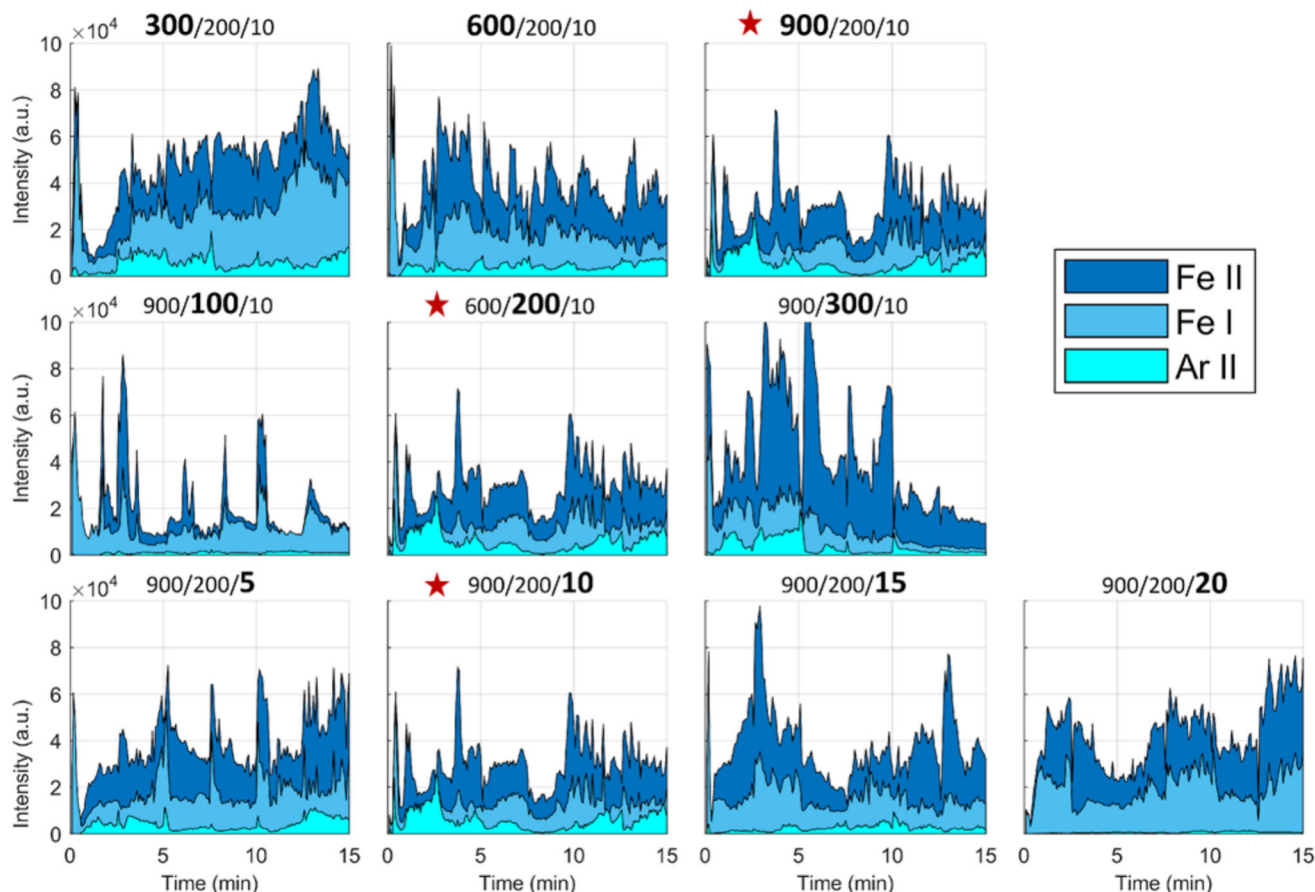 300/200/10
600/200/10
★ 900/200/10
×10⁴
Intensity (a.u.)
10
8
6
4
2
0
900/100/10
★ 600/200/10
900/300/10
×10⁴
Intensity (a.u.)
10
8
6
4
2
0
Fe II
Fe I
Ar II
900/200/5
★ 900/200/10
900/200/15
900/200/20
×10⁴
Intensity (a.u.)
10
8
6
4
2
0
0 5 10 15
0 5 10 15
0 5 10 15
0 5 10 15
Time (min)
Time (min)
Time (min)
Time (min)